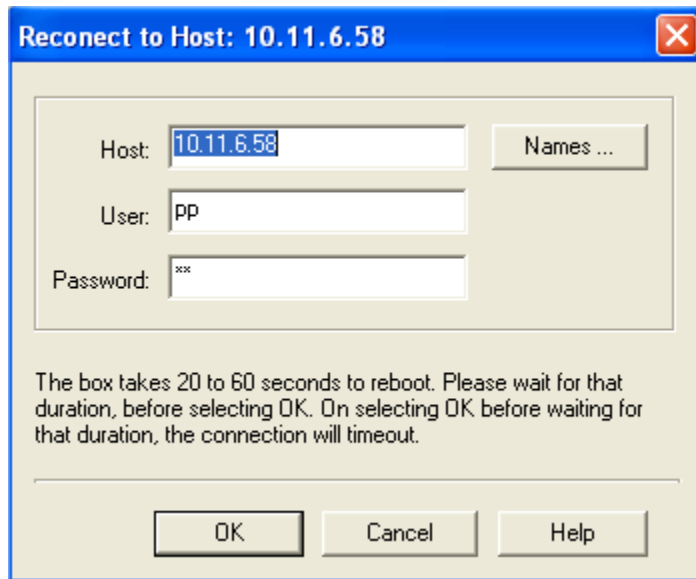 Reconect to Host: 10.11.6.58
Host: 10.11.6.58 Names ...
User: pp
Password: **
The box takes 20 to 60 seconds to reboot. Please wait for that
duration, before selecting OK. On selecting OK before waiting for
that duration, the connection will timeout.
OK Cancel Help